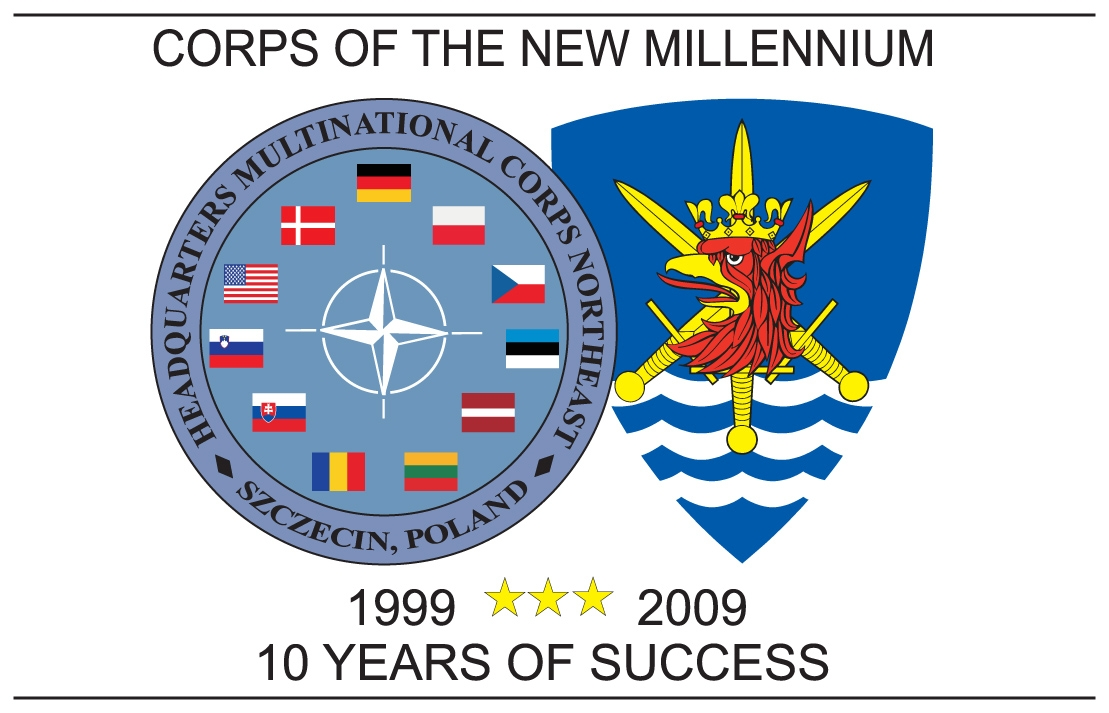 CORPS OF THE NEW MILLENNIUM
HEADQUARTERS MULTINATIONAL CORPS NORTHEAST
SZCZECIN, POLAND
1999 2009
10 YEARS OF SUCCESS